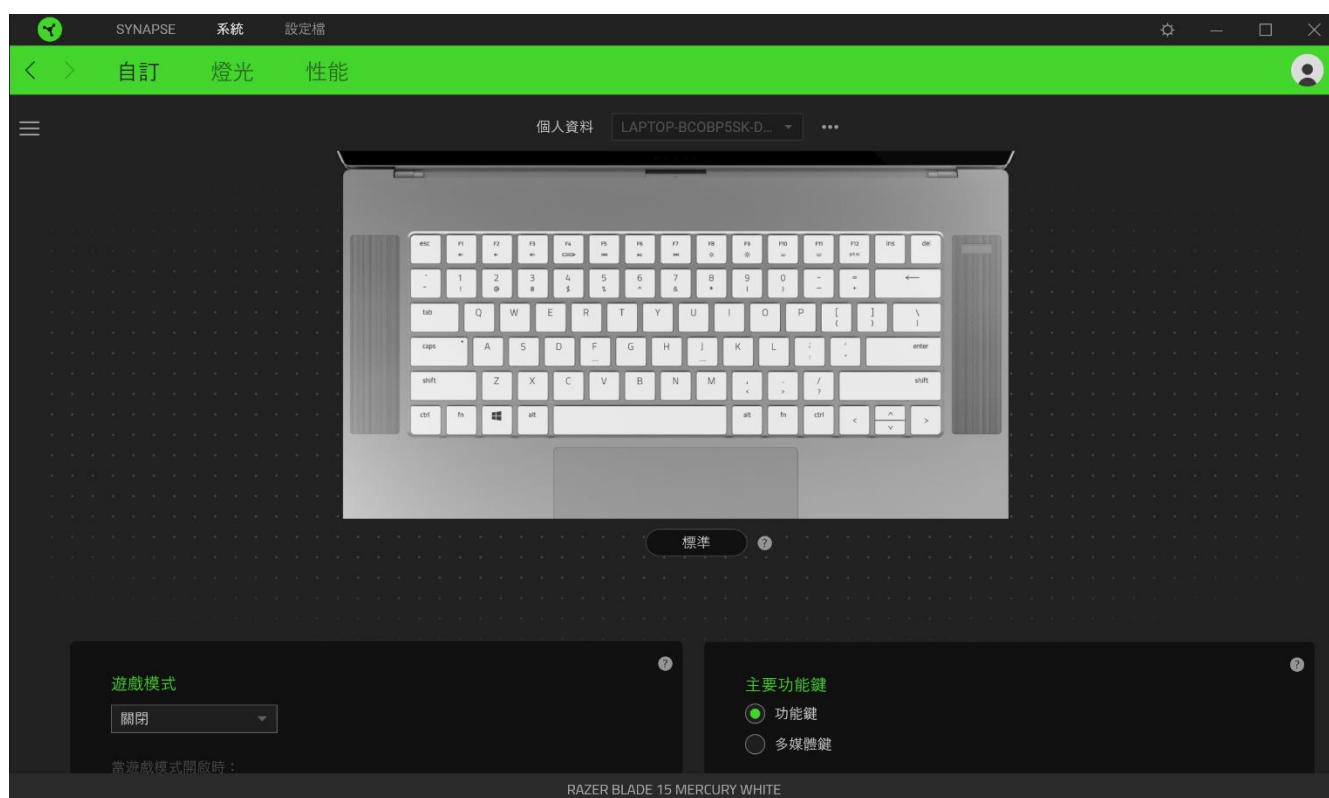 SYNAPSE 系統 設定檔
自訂 燈光 性能
個人資料 LAPTOP-BCOBP5SK-D... •••
esc F1 F2 F3 F4 F5 F6 F7 F8 F9 F10 F11 F12 ins del
1 2 3 4 5 6 7 8 9 0 - =
! @ # $ % ^ & * ( ) _ +
tab Q W E R T Y U I O P [ ] \
{ } |
caps A S D F G H J K L ; ' enter
shift Z X C V B N M , . / shift
< > ?
ctrl fn alt alt fn ctrl < ^ >
v
標準 ?
? ?
遊戲模式 主要功能鍵
關閉 功能鍵
多媒體鍵
當遊戲模式開啟時：
RAZER BLADE 15 MERCURY WHITE